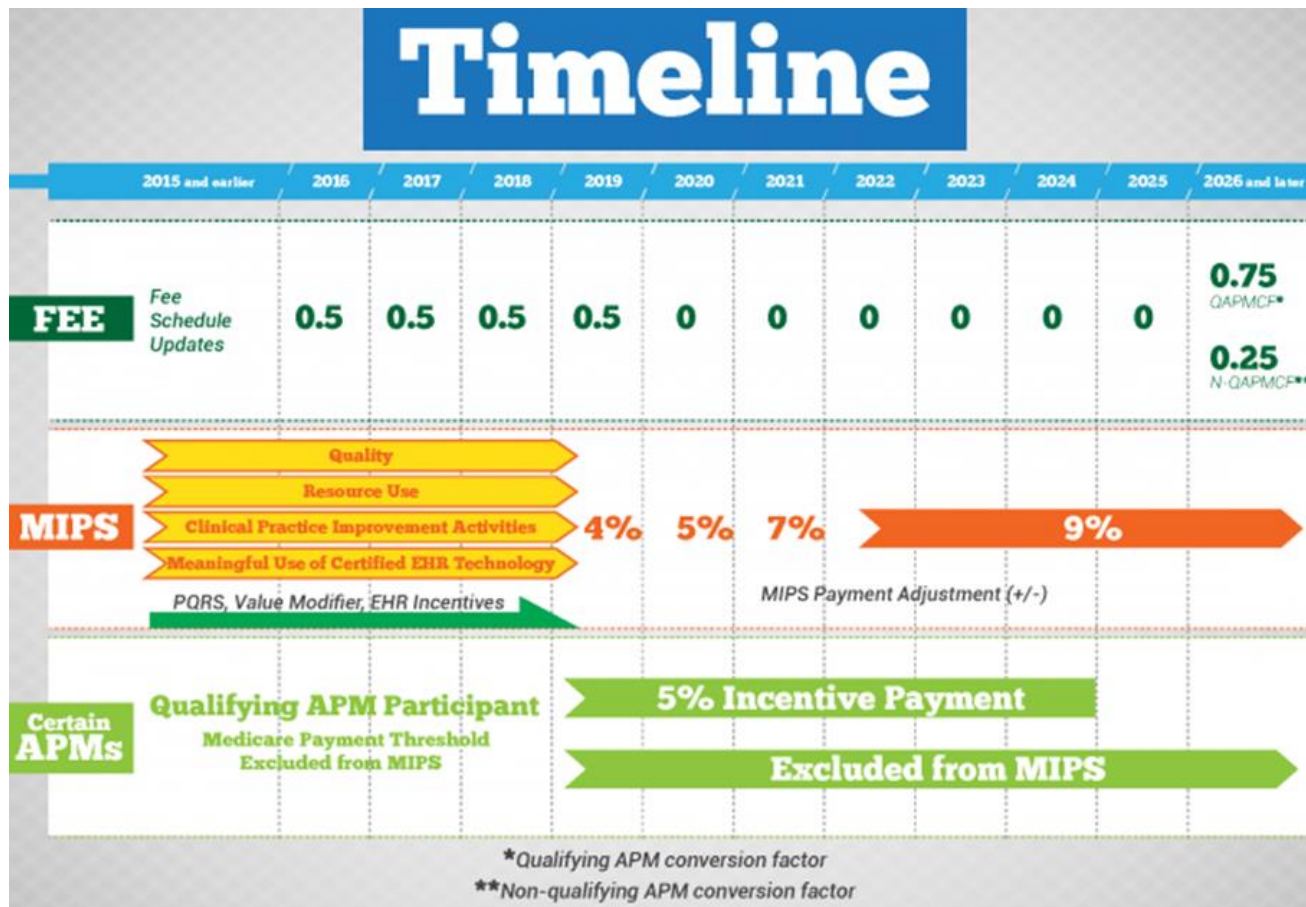 Timeline
2015 and earlier 2016 2017 2018 2019 2020 2021 2022 2023 2024 2025 2026 and later
FEE
Fee
Schedule
Updates
0.5 0.5 0.5 0.5 0 0 0 0 0 0
0.75
QAPMCF*
0.25
N-QAPMCF**
MIPS
Quality
Resource Use
Clinical Practice Improvement Activities
Meaningful Use of Certified EHR Technology
PQRS, Value Modifier, EHR Incentives
4% 5% 7% 9%
MIPS Payment Adjustment (+/-)
Certain
APMs
Qualifying APM Participant
Medicare Payment Threshold
Excluded from MIPS
5% Incentive Payment
Excluded from MIPS
*Qualifying APM conversion factor
**Non-qualifying APM conversion factor